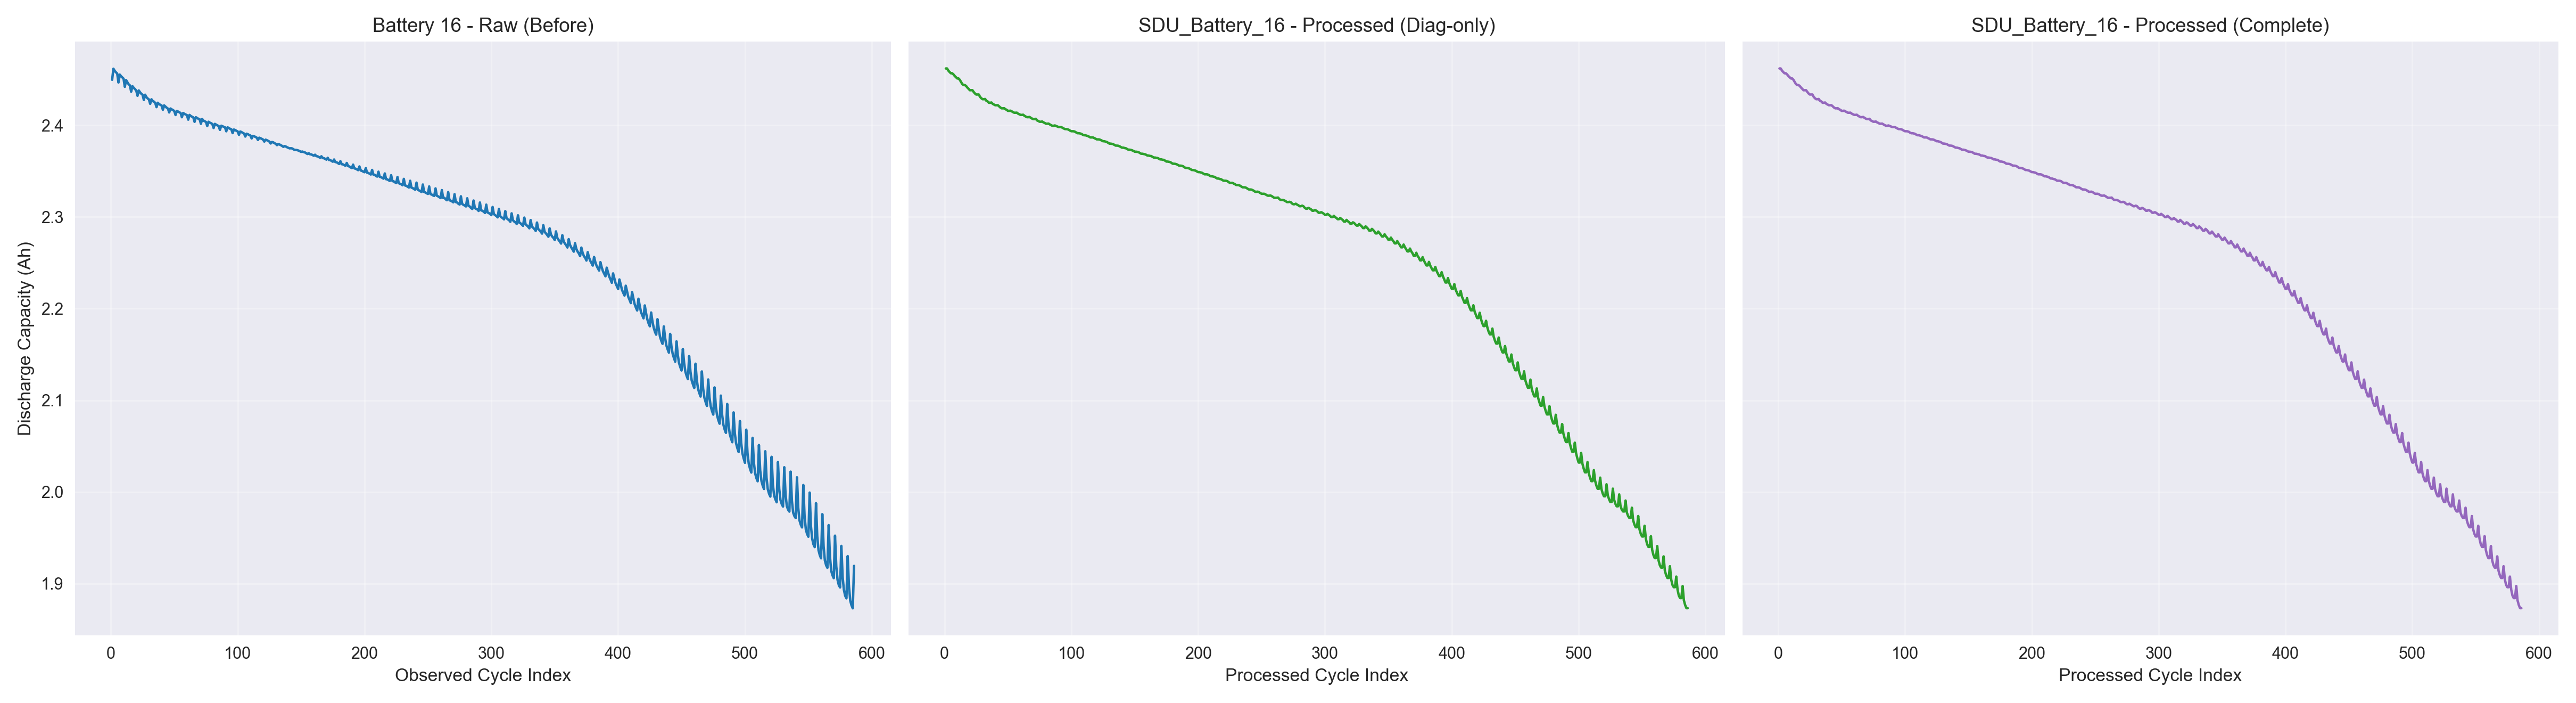 Battery 16 - Raw (Before)
Discharge Capacity (Ah)
2.4
2.3
2.2
2.1
2.0
1.9
0 100 200 300 400 500 600
Observed Cycle Index
SDU_Battery_16 - Processed (Diag-only)
0 100 200 300 400 500 600
Processed Cycle Index
SDU_Battery_16 - Processed (Complete)
0 100 200 300 400 500 600
Processed Cycle Index